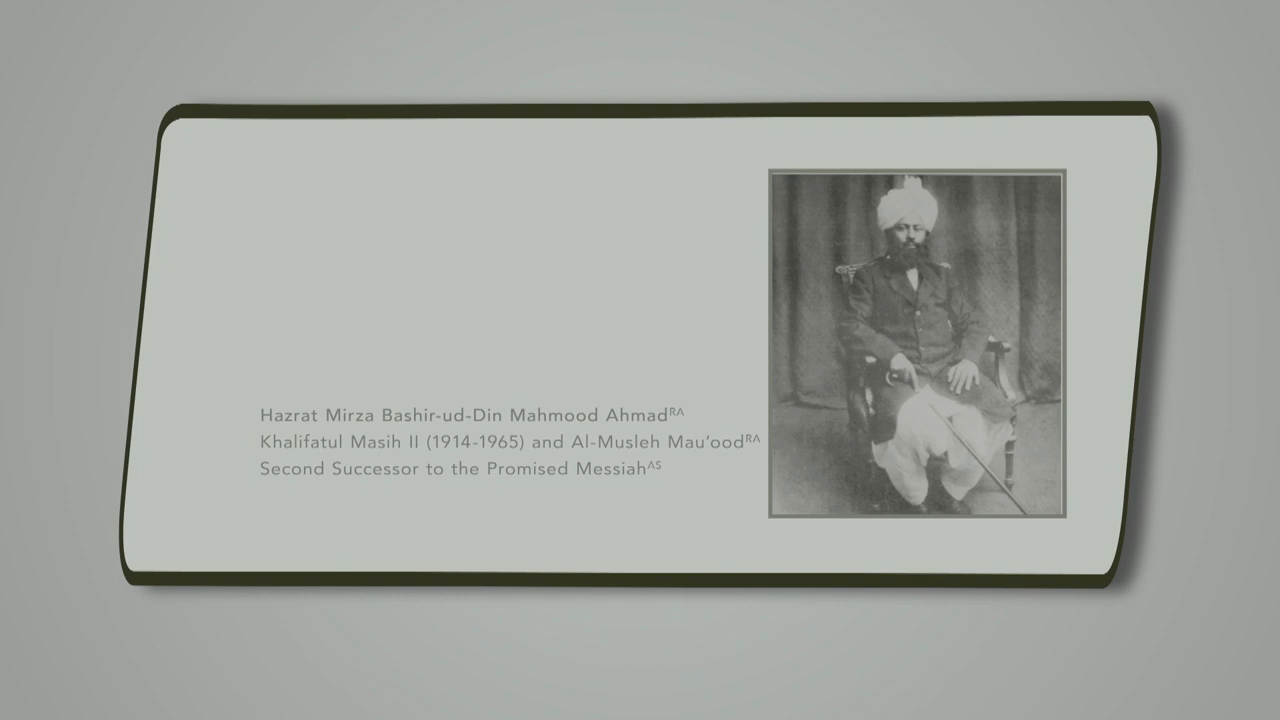 Hazrat Mirza Bashir-ud-Din Mahmood Ahmadᴿᴬ
Khalifatul Masih II (1914-1965) and Al-Musleh Mau’oodᴿᴬ
Second Successor to the Promised Messiahᴬˢ